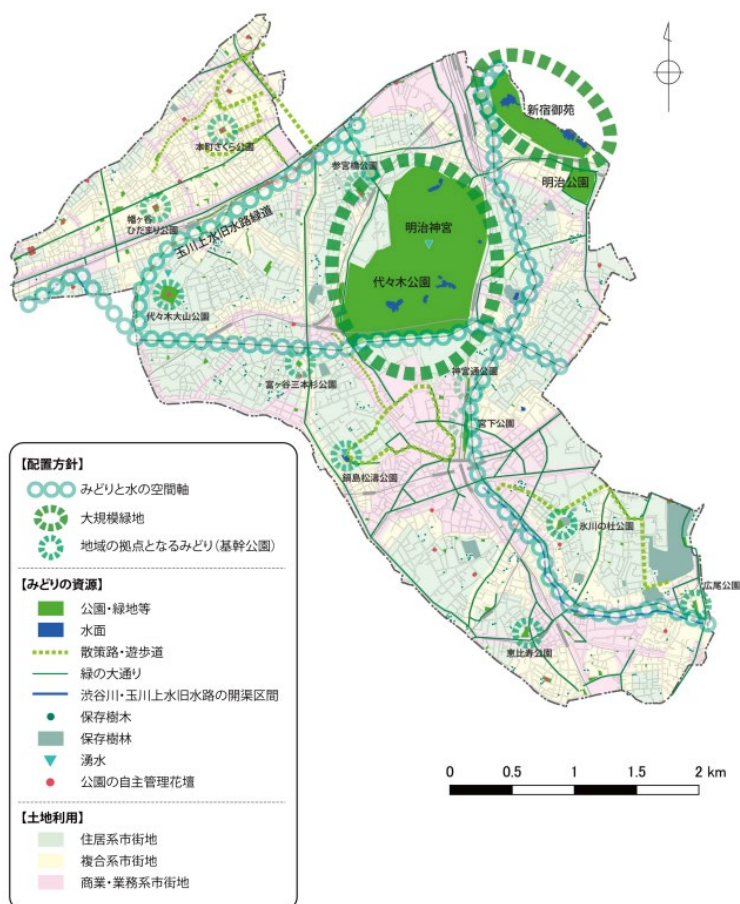 新宿御苑
本町さくら公園
参宮橋公園
明治公園
幡ヶ谷
ひだまり公園
玉川上水旧水路緑道
明治神宮
代々木公園
代々木大山公園
神宮通公園
富ヶ谷三本杉公園
宮下公園
鍋島松濤公園
氷川の杜公園
広尾公園
恵比寿公園
【配置方針】
みどりと水の空間軸
大規模緑地
地域の拠点となるみどり(基幹公園)
【みどりの資源】
公園・緑地等
水面
散策路・遊歩道
緑の大通り
渋谷川・玉川上水旧水路の開渠区間
保存樹木
保存樹林
湧水
公園の自主管理花壇
【土地利用】
住居系市街地
複合系市街地
商業・業務系市街地
0 0.5 1 1.5 2 km